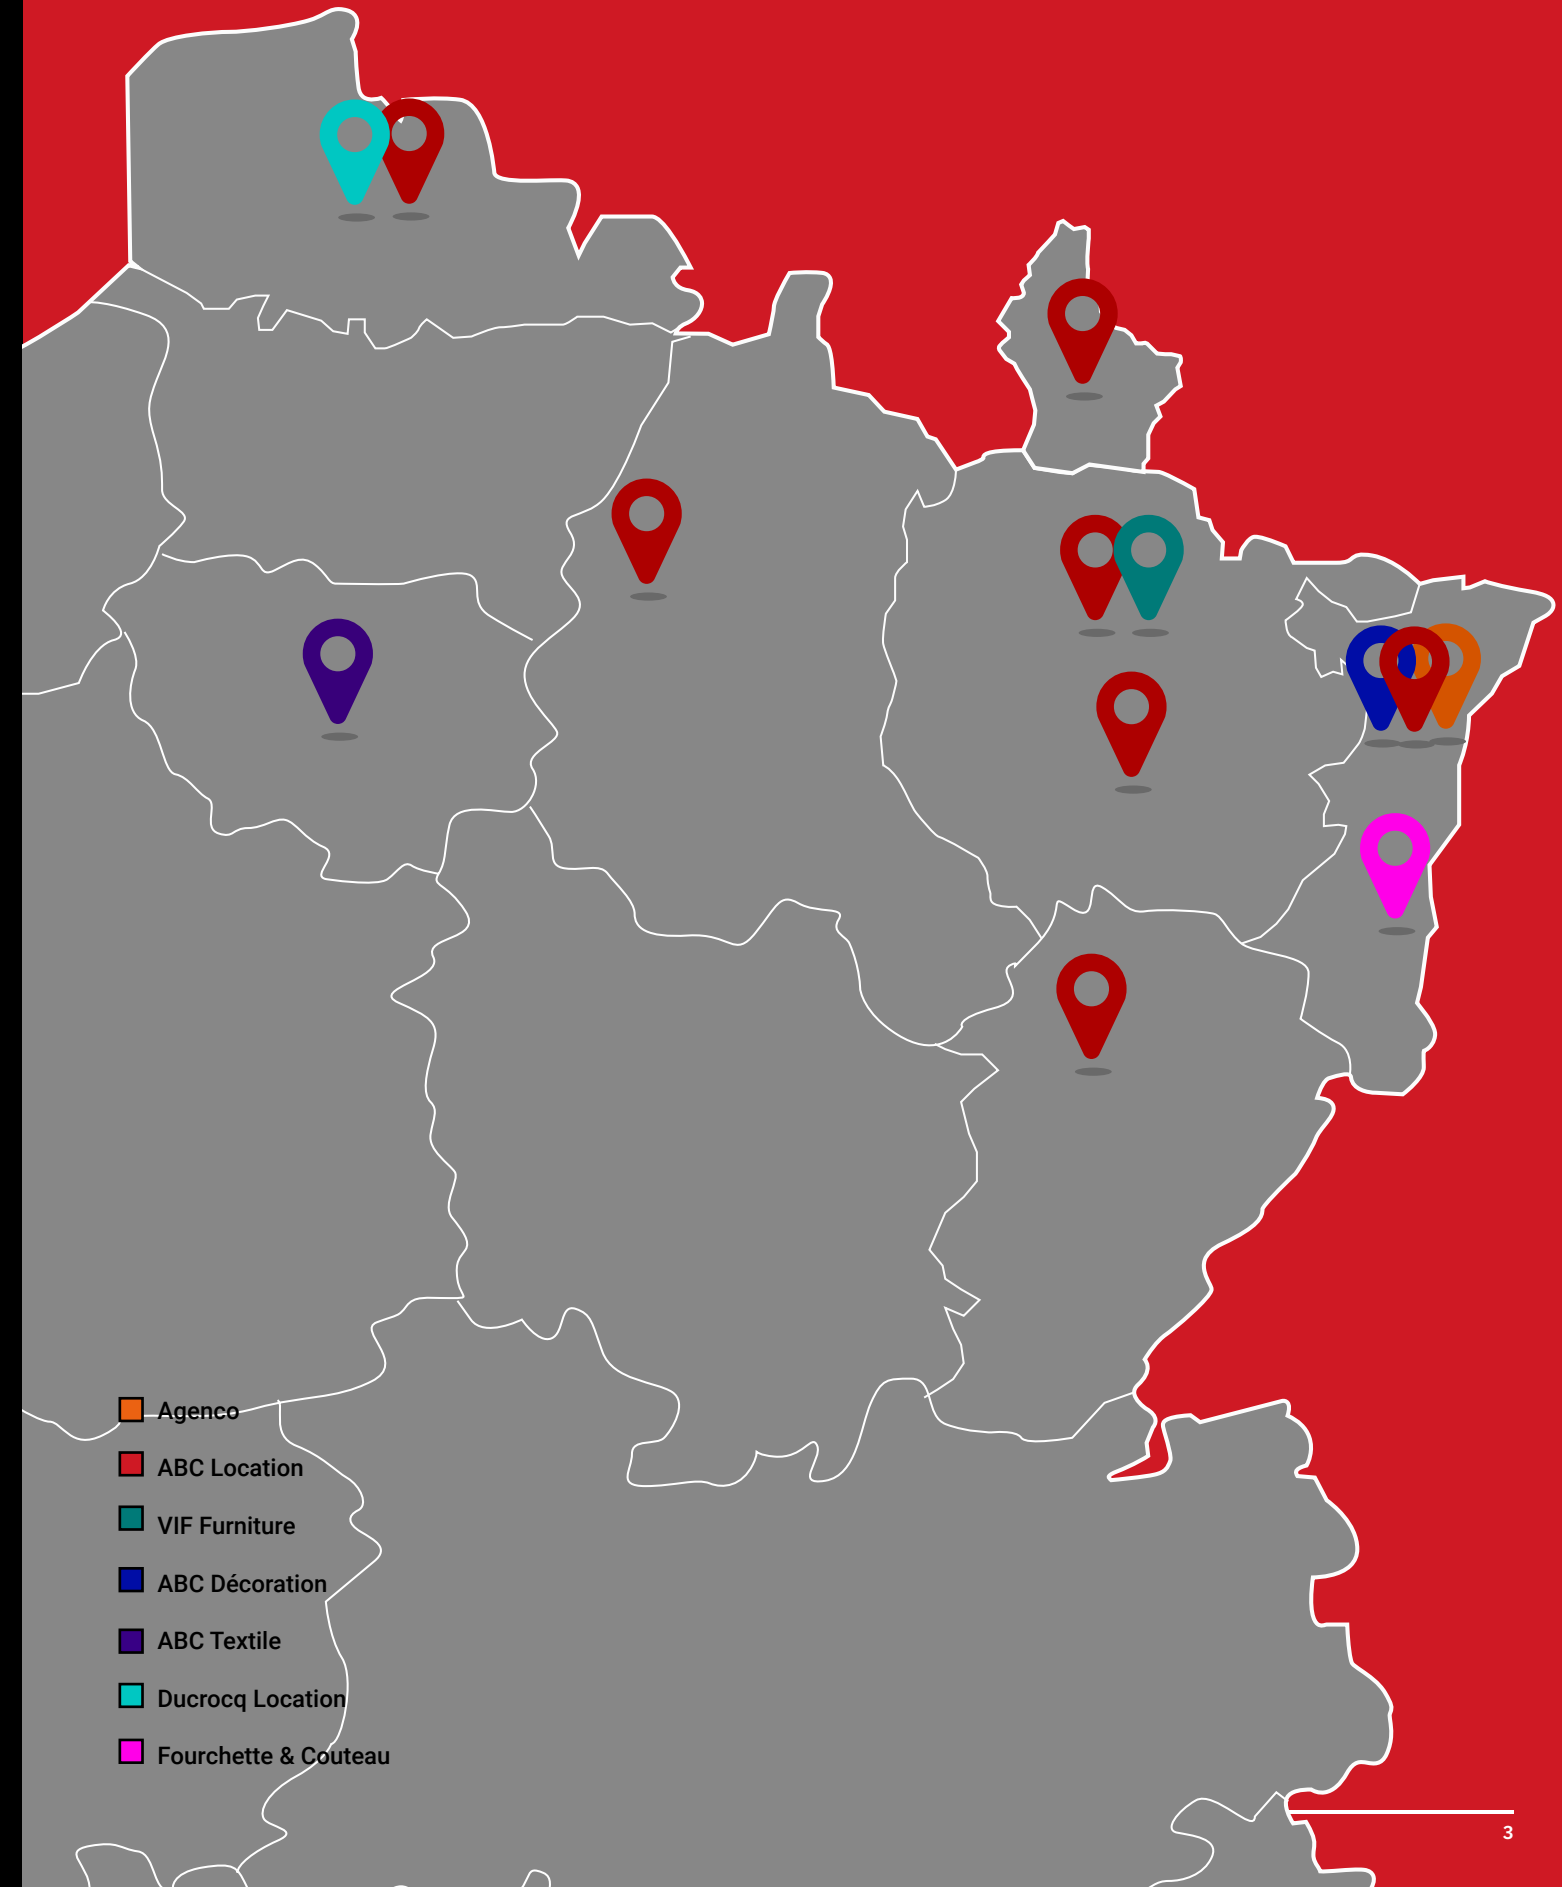 Agenco
ABC Location
VIF Furniture
ABC Décoration
ABC Textile
Ducrocq Location
Fourchette & Couteau
3